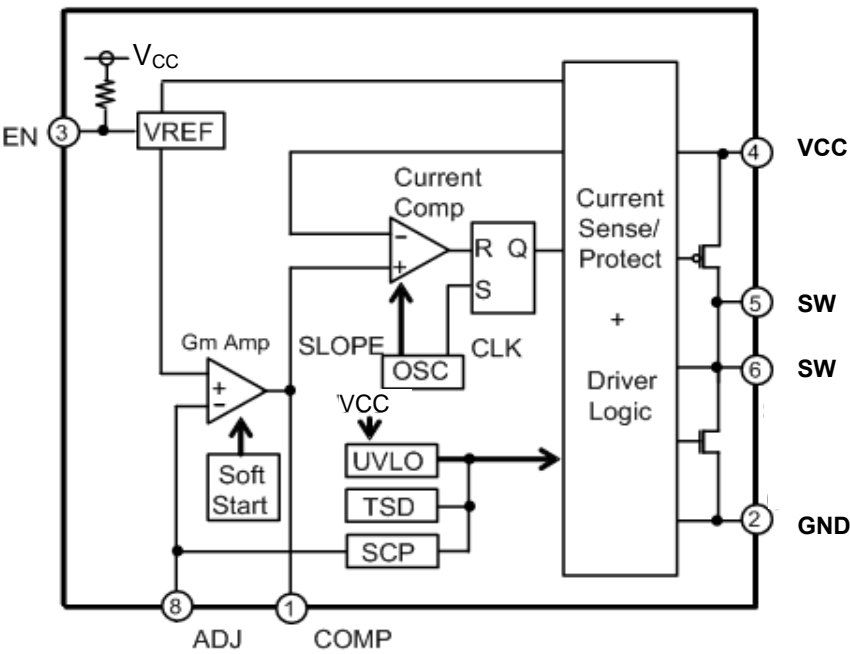 VCC
EN
3
VREF
4
VCC
Current
Comp
Current
Sense/
Protect
+
Driver
Logic
−
+
R Q
S
5
SW
Gm Amp
SLOPE
CLK
OSC
6
SW
+
−
VCC
UVLO
Soft
Start
TSD
SCP
2
GND
8
ADJ
1
COMP